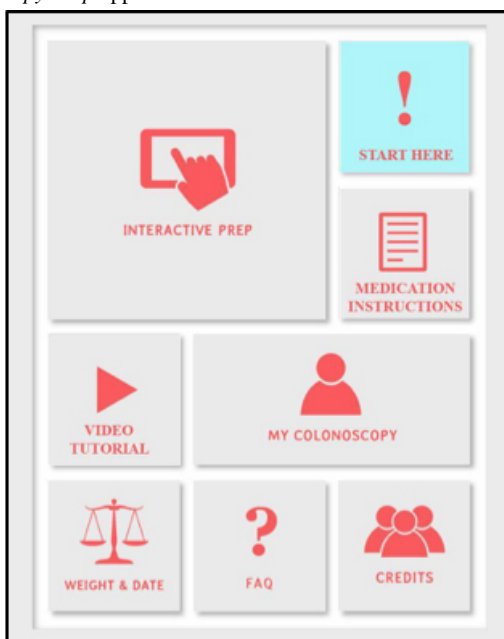 START HERE
INTERACTIVE PREP
MEDICATION
INSTRUCTIONS
VIDEO
TUTORIAL
MY COLONOSCOPY
WEIGHT & DATE
FAQ
CREDITS